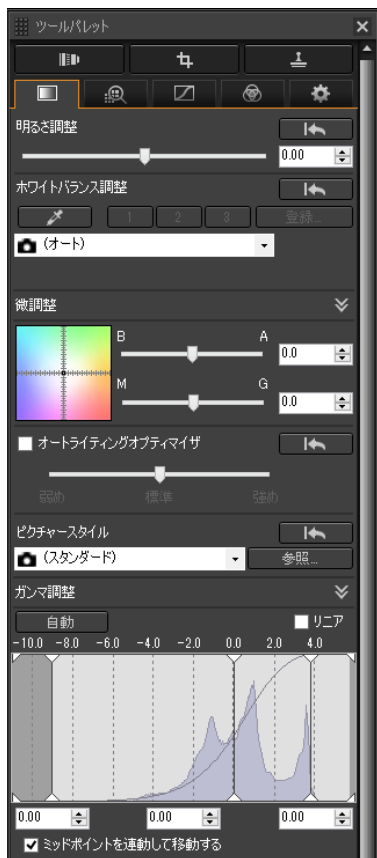 ツールパレット
明るさ調整
0.00
ホワイトバランス調整
1 2 3 登録...
(オート)
微調整
B A
0.0
M G
0.0
オートライティングオプティマイザ
弱め 標準 強め
ピクチャースタイル
(スタンダード) 参照...
ガンマ調整
自動 リニア
-10.0 -8.0 -6.0 -4.0 -2.0 0.0 2.0 4.0
0.00 0.00 0.00
ミッドポイントを連動して移動する